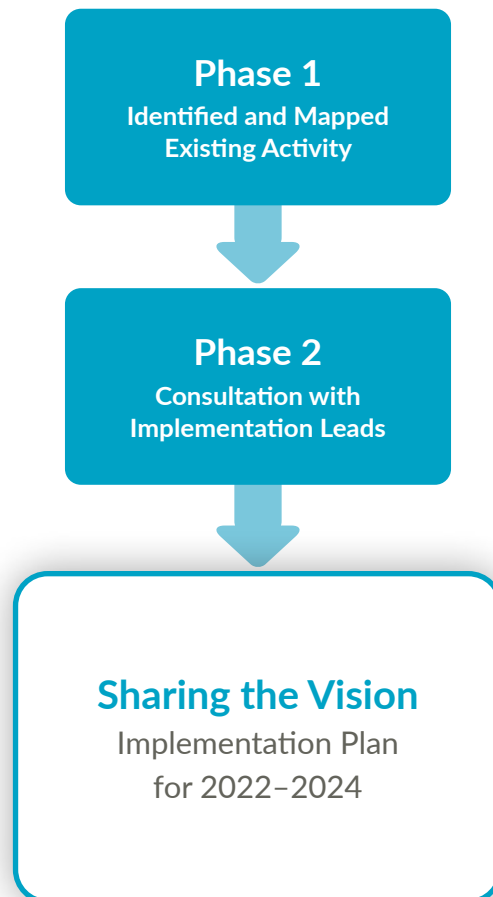 Phase 1
Identified and Mapped
Existing Activity
Phase 2
Consultation with
Implementation Leads
Sharing the Vision
Implementation Plan
for 2022–2024